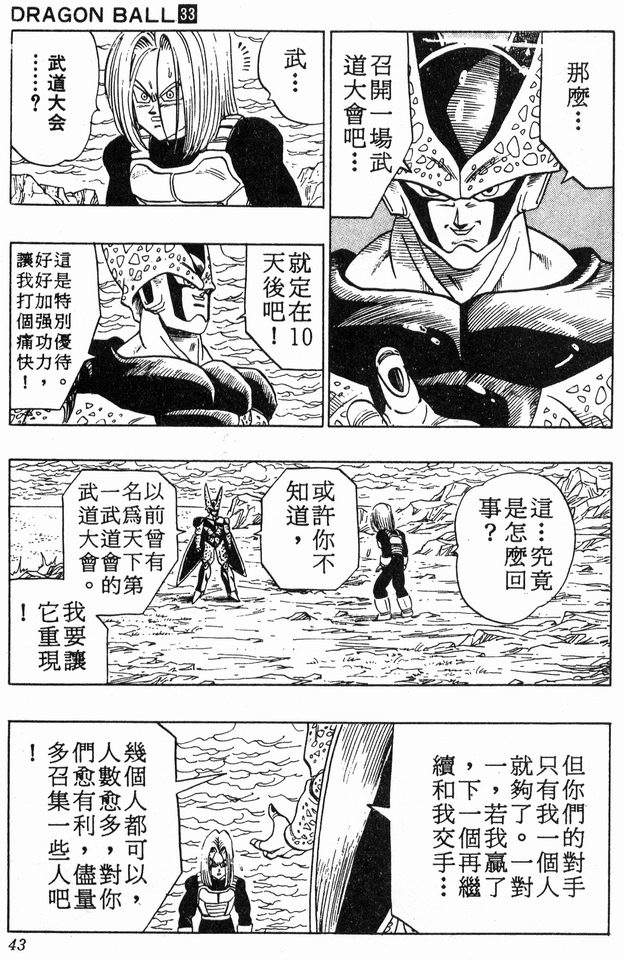 DRAGON BALL 33
那麼…
召開一場武
道大會吧…
武…
武道大会
……?
就定在10
天後吧!
這是特別優待。
好好加强功力,
讓我打個痛快!
這…究竟
是怎麼回
事?
或許你不
知道,
以前曾有
名爲天下第
一武道會的
武道大會。
我要讓
它重現
!
但你們的對手
只有我一個人
就夠了。一對
一,若我贏了
,下一個再繼
續和我交手…
幾個人都可以,
人數愈多,對你
們愈有利,儘量
多召集一些人吧
!
43